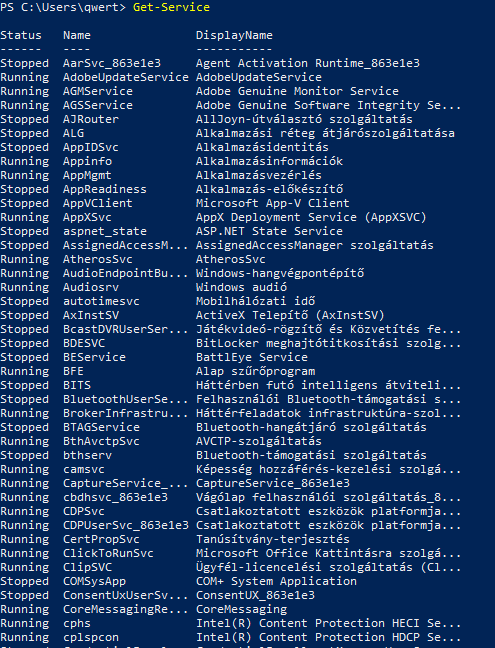 PS C:\Users\qwert> Get-Service
Status Name DisplayName
------ ---- -----------
Stopped AarSvc_863e1e3 Agent Activation Runtime_863e1e3
Running AdobeUpdateService AdobeUpdateService
Running AGMService Adobe Genuine Monitor Service
Running AGSService Adobe Genuine Software Integrity Se...
Stopped AJRouter AllJoyn-útválasztó szolgáltatás
Stopped ALG Alkalmazási réteg átjárószolgáltatása
Stopped AppIDSvc Alkalmazásidentitás
Running Appinfo Alkalmazásinformációk
Running AppMgmt Alkalmazásvezérlés
Stopped AppReadiness Alkalmazás-előkészítő
Stopped AppVClient Microsoft App-V Client
Running AppXSvc AppX Deployment Service (AppXSVC)
Stopped aspnet_state ASP.NET State Service
Stopped AssignedAccessM... AssignedAccessManager szolgáltatás
Running AtherosSvc AtherosSvc
Running AudioEndpointBu... Windows-hangvégpontépítő
Running Audiosrv Windows audió
Stopped autotimesvc Mobilhálózati idő
Stopped AxInstSV ActiveX Telepítő (AxInstSV)
Stopped BcastDVRUserSer... Játékvideó-rögzítő és Közvetítés fe...
Stopped BDESVC BitLocker meghajtótitkosítási szolg...
Stopped BEService BattlEye Service
Running BFE Alap szűrőprogram
Stopped BITS Háttérben futó intelligens átviteli...
Stopped BluetoothUserSe... Felhasználói Bluetooth-támogatási s...
Running BrokerInfrastru... Háttérfeladatok infrastruktúra-szol...
Stopped BTAGService Bluetooth-hangátjáró szolgáltatás
Running BthAvctpSvc AVCTP-szolgáltatás
Stopped bthserv Bluetooth-támogatási szolgáltatás
Running camsvc Képesség hozzáférés-kezelési szolgá...
Running CaptureService_... CaptureService_863e1e3
Running cbdhsvc_863e1e3 Vágólap felhasználói szolgáltatás_8...
Running CDPSvc Csatlakoztatott eszközök platformja...
Running CDPUserSvc_863e1e3 Csatlakoztatott eszközök platformja...
Running CertPropSvc Tanúsítvány-terjesztés
Running ClickToRunSvc Microsoft Office Kattintásra szolgá...
Running ClipSVC Ügyfél-licencelési szolgáltatás (Cl...
Stopped COMSysApp COM+ System Application
Stopped ConsentUxUserSv... ConsentUX_863e1e3
Running CoreMessagingRe... CoreMessaging
Running cphs Intel(R) Content Protection HECI Se...
Running cplspcon Intel(R) Content Protection HDCP Se...